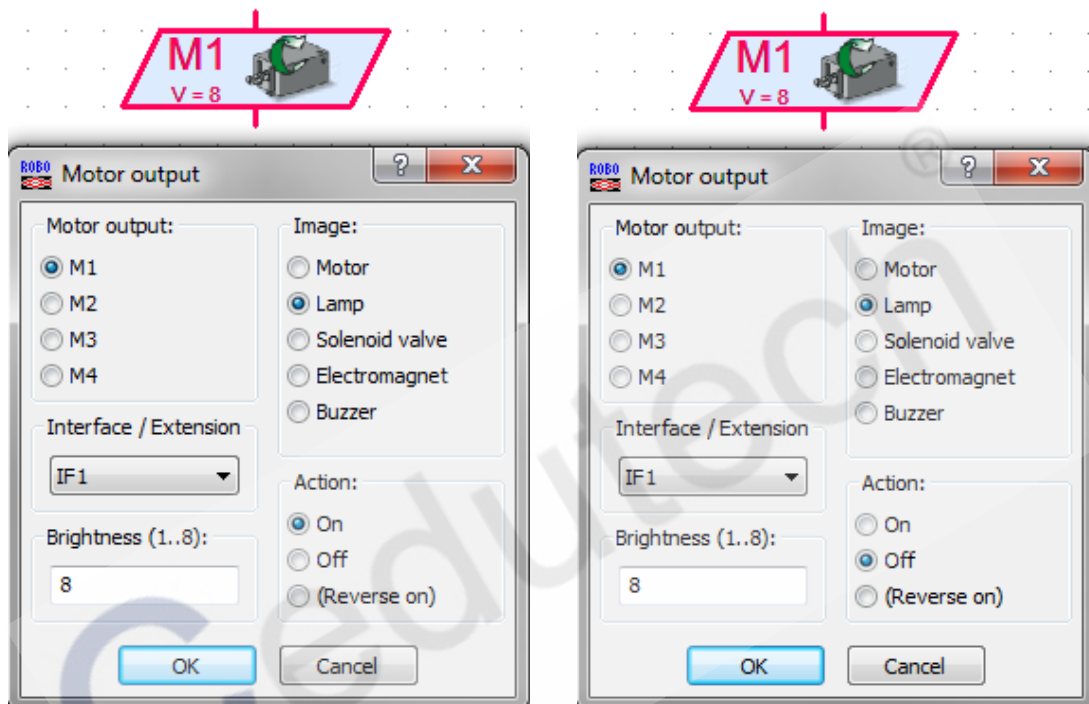 M1
V = 8
ROBO Motor output
Motor output:
M1
M2
M3
M4
Interface / Extension
IF1
Brightness (1..8):
8
Image:
Motor
Lamp
Solenoid valve
Electromagnet
Buzzer
Action:
On
Off
(Reverse on)
OK
Cancel
M1
V = 8
ROBO Motor output
Motor output:
M1
M2
M3
M4
Interface / Extension
IF1
Brightness (1..8):
8
Image:
Motor
Lamp
Solenoid valve
Electromagnet
Buzzer
Action:
On
Off
(Reverse on)
OK
Cancel
edutech ®